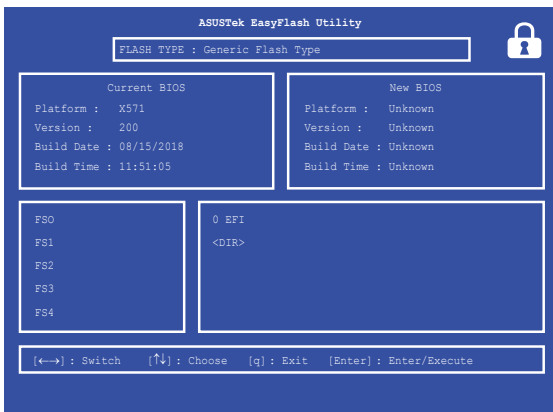 ASUSTek EasyFlash Utility
FLASH TYPE : Generic Flash Type
Current BIOS
Platform : X571
Version : 200
Build Date : 08/15/2018
Build Time : 11:51:05
New BIOS
Platform : Unknown
Version : Unknown
Build Date : Unknown
Build Time : Unknown
FS0
FS1
FS2
FS3
FS4
0 EFI
<DIR>
[←→] : Switch [↑↓] : Choose [q] : Exit [Enter] : Enter/Execute